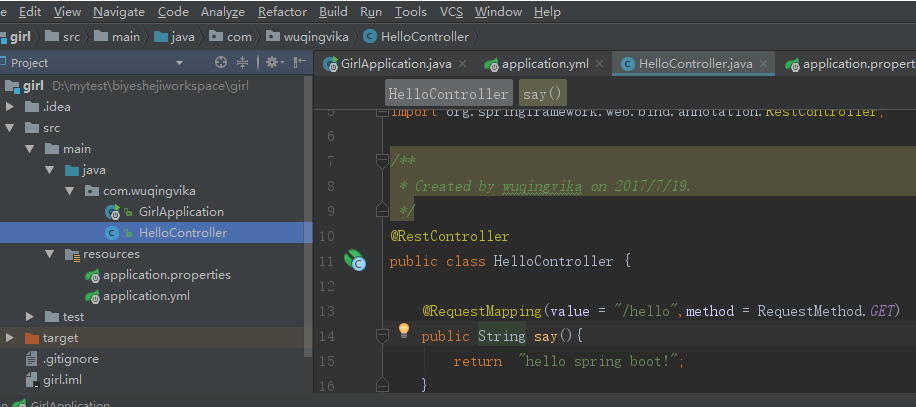 Edit View Navigate Code Analyze Refactor Build Run Tools VCS Window Help
girl src main java com wuqingvika HelloController
Project
GirlApplication.java application.yml HelloController.java application.propert
girl D:\mytest\biyeshejiworkspace\girl
.idea
src
main
java
com.wuqingvika
GirlApplication
HelloController
resources
application.properties
application.yml
test
target
.gitignore
girl.iml
GirlApplication
HelloController say()
5 import org.springframework.web.bind.annotation.RestController;
6
7 /**
8 * Created by wuqingvika on 2017/7/19.
9 */
10 @RestController
11 public class HelloController {
12
13 @RequestMapping(value = "/hello",method = RequestMethod.GET)
14 public String say(){
15 return "hello spring boot!";
16 }